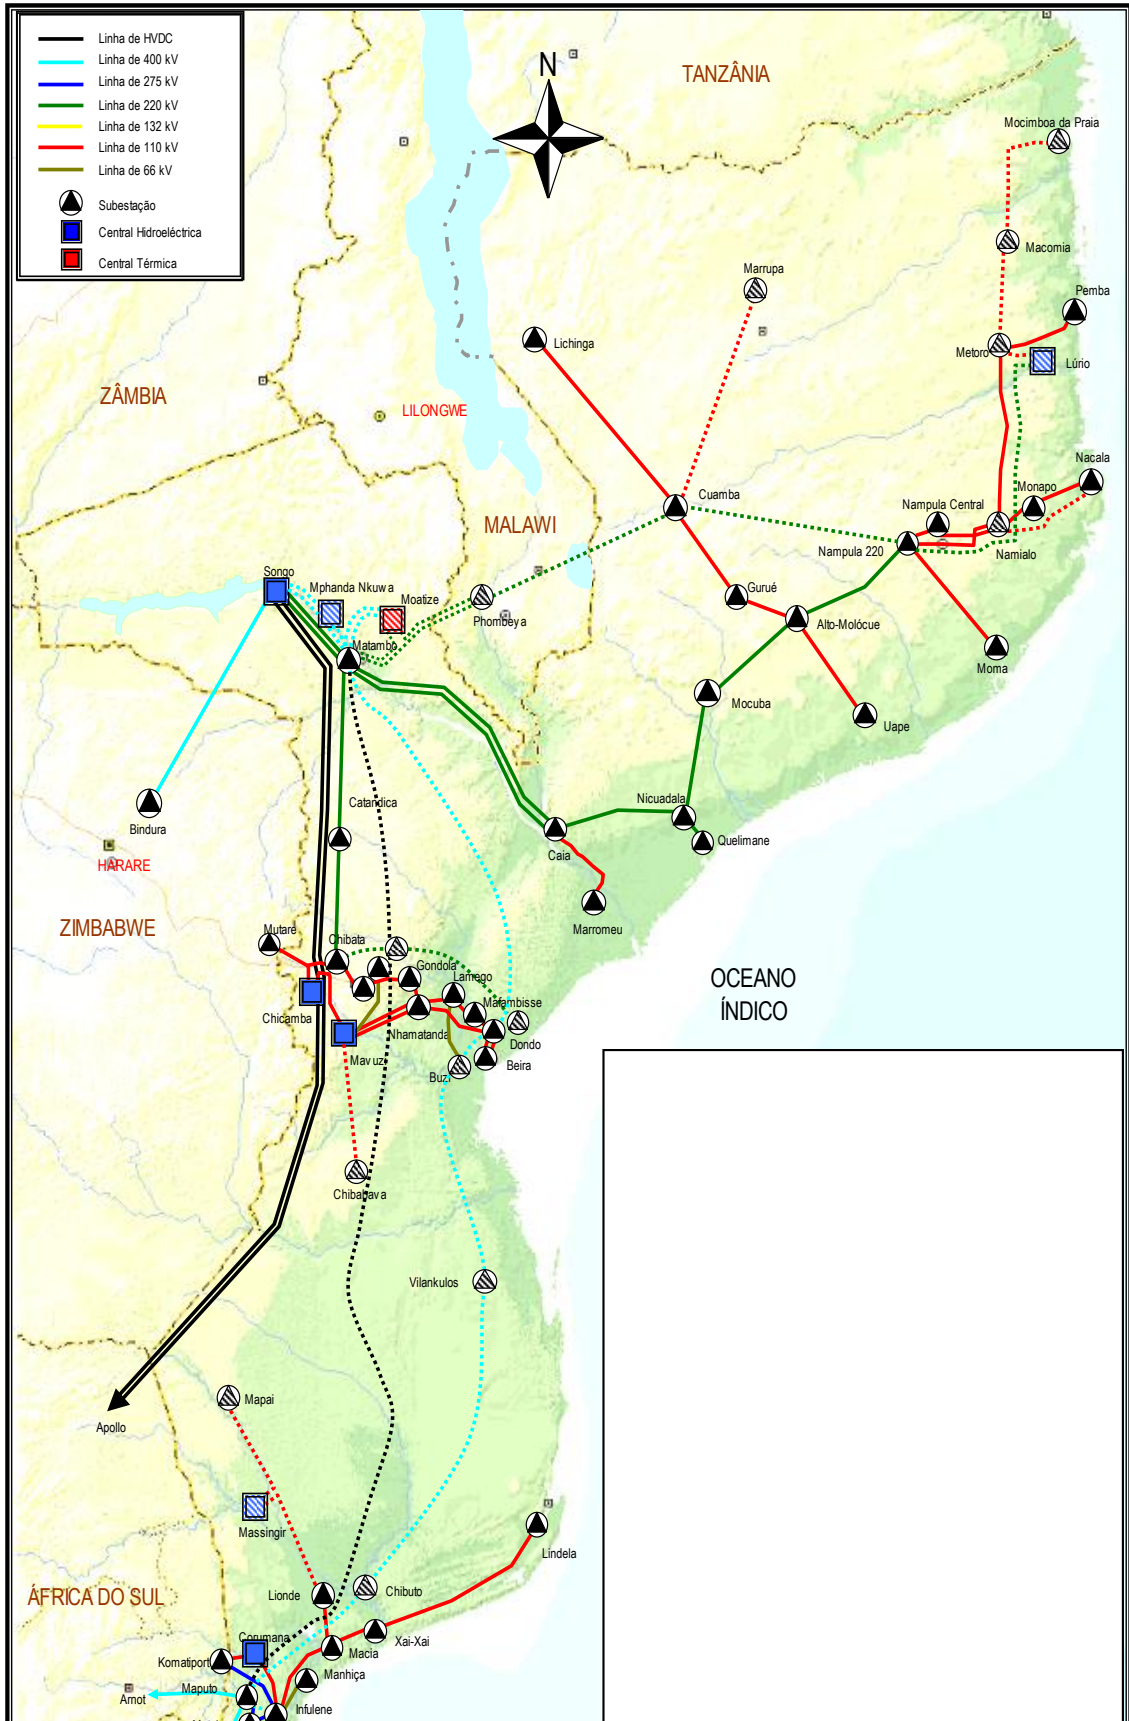 Linha de HVDC
Linha de 400 kV
Linha de 275 kV
Linha de 220 kV
Linha de 132 kV
Linha de 110 kV
Linha de 66 kV
Subestação
Central Hidroeléctrica
Central Térmica
N
TANZÂNIA
Mocimboa da Praia
Macomia
Marrupa
Pemba
Lichinga
Metoro
Lúrio
ZÂMBIA
LILONGWE
Nacala
Cuamba
Monapo
Nampula Central
MALAWI
Nampula 220
Namialo
Songo
Mphanda Nkuwa
Moatize
Gurué
Phombeya
Alto-Molócue
Matambo
Moma
Mocuba
Uape
Nicuadala
Catandica
Bindura
Quelimane
Caia
HARARE
Marromeu
ZIMBABWE
Mutare
Chibata
Gondola
Lamego
OCEANO
ÍNDICO
Mafambisse
Chicamba
Nhamatanda
Dondo
Mavuzi
Buzi
Beira
Chibabava
Vilankulos
Mapai
Apollo
Massingir
Lindela
ÁFRICA DO SUL
Lionde
Chibuto
Corumana
Xai-Xai
Macia
Komatiport
Manhiça
Maputo
Arnot
Infulene